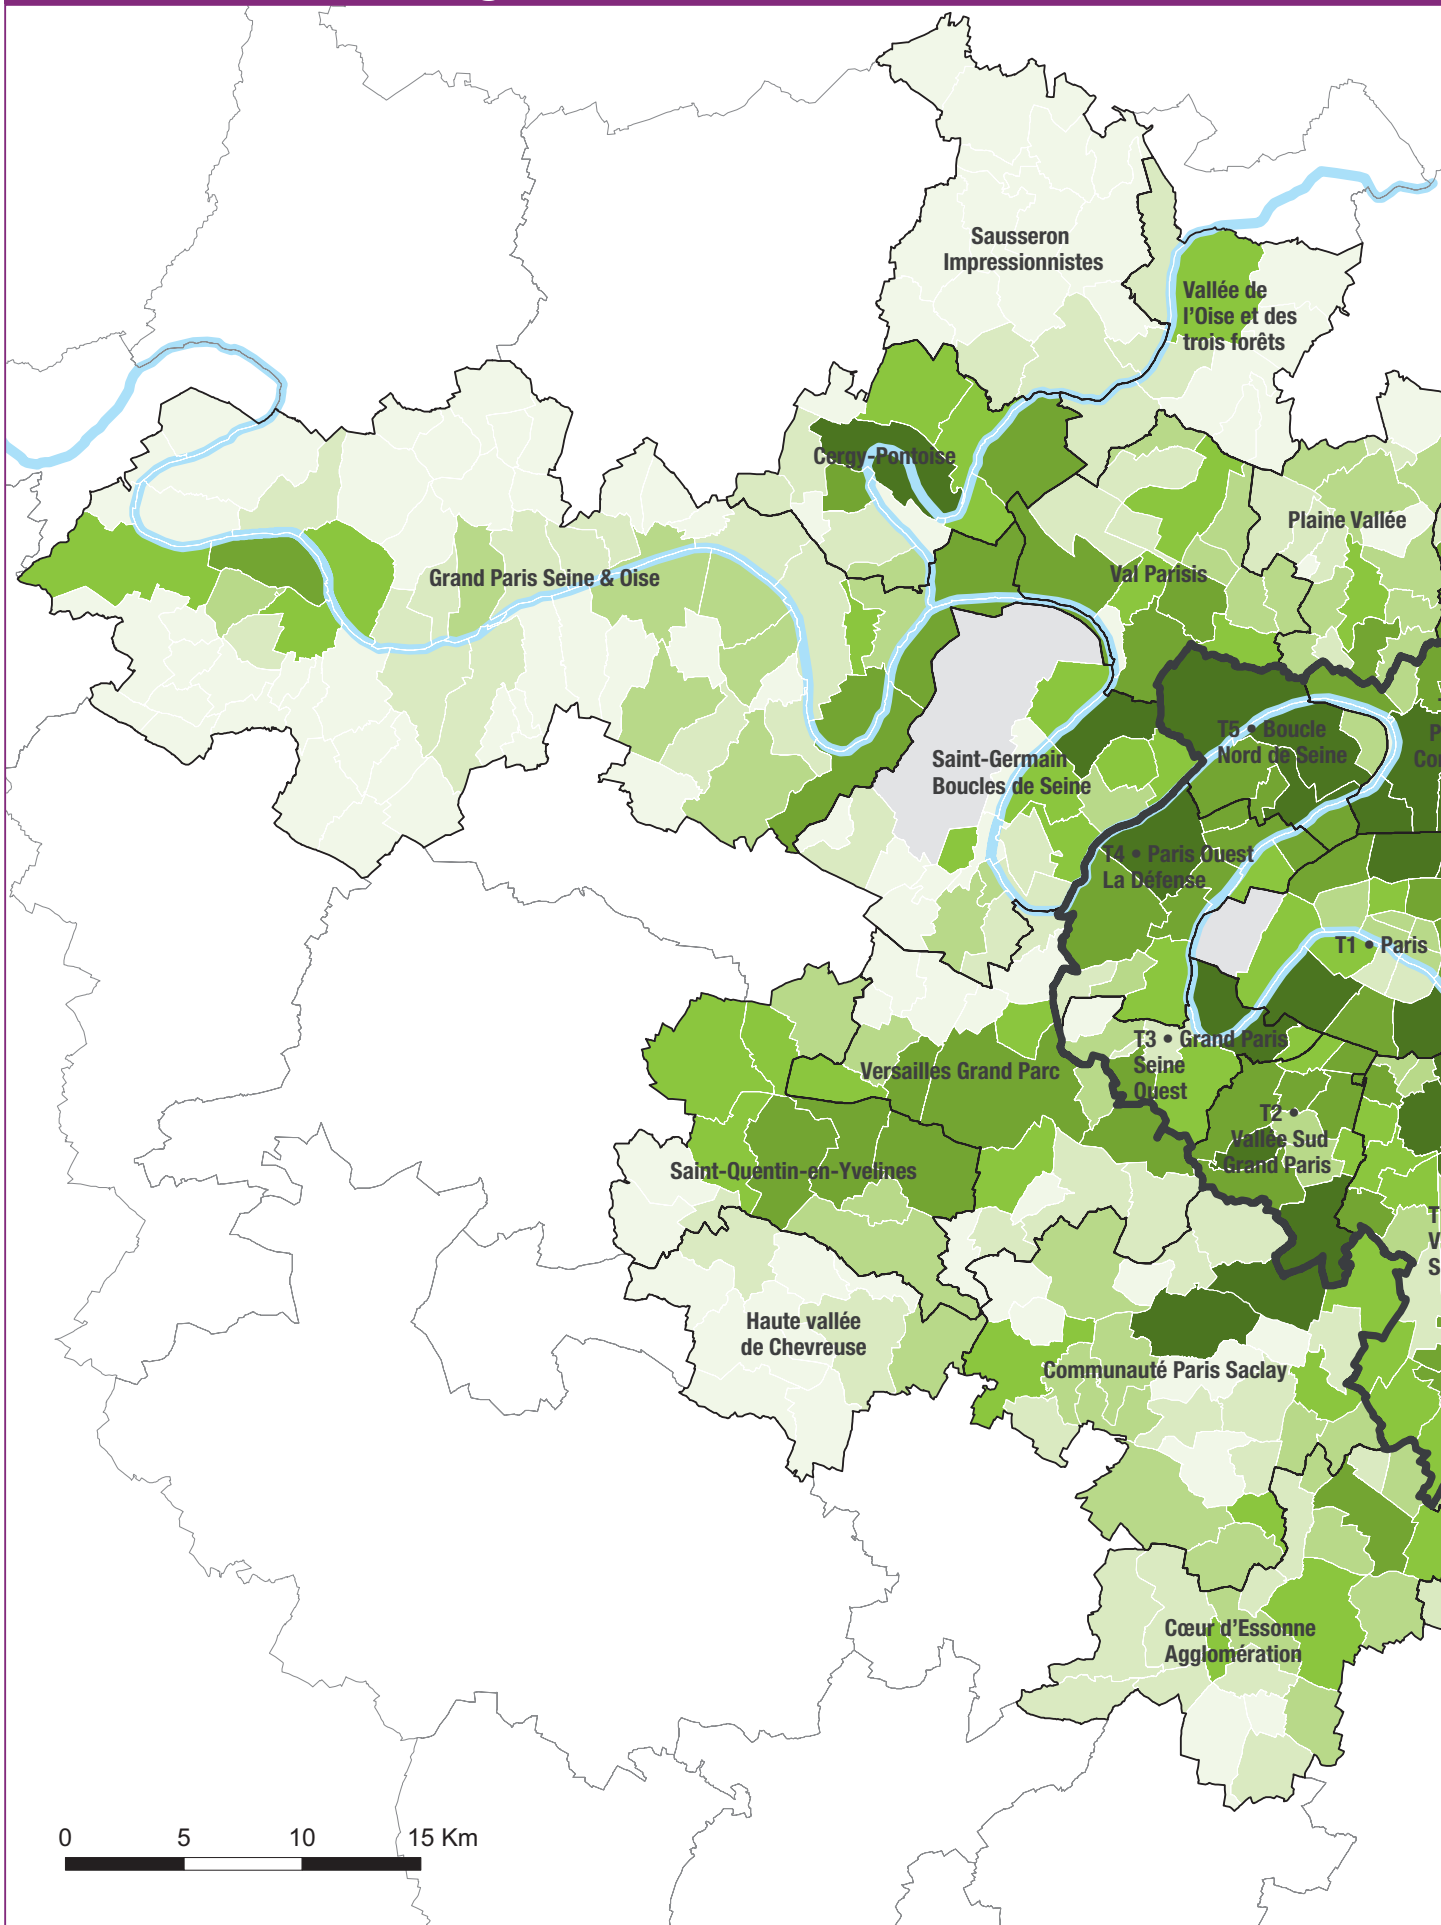 Sausseron
Impressionnistes
Vallée de
l'Oise et des
trois forêts
Cergy-Pontoise
Plaine Vallée
Grand Paris Seine & Oise
Val Parisis
T5 • Boucle
Nord de Seine
Saint-Germain
Boucles de Seine
T4 • Paris Ouest
La Défense
T1 • Paris
T3 • Grand Paris
Seine
Ouest
Versailles Grand Parc
T2 •
Vallée Sud
Grand Paris
Saint-Quentin-en-Yvelines
Haute vallée
de Chevreuse
Communauté Paris Saclay
Cœur d'Essonne
Agglomération
0 5 10 15 Km